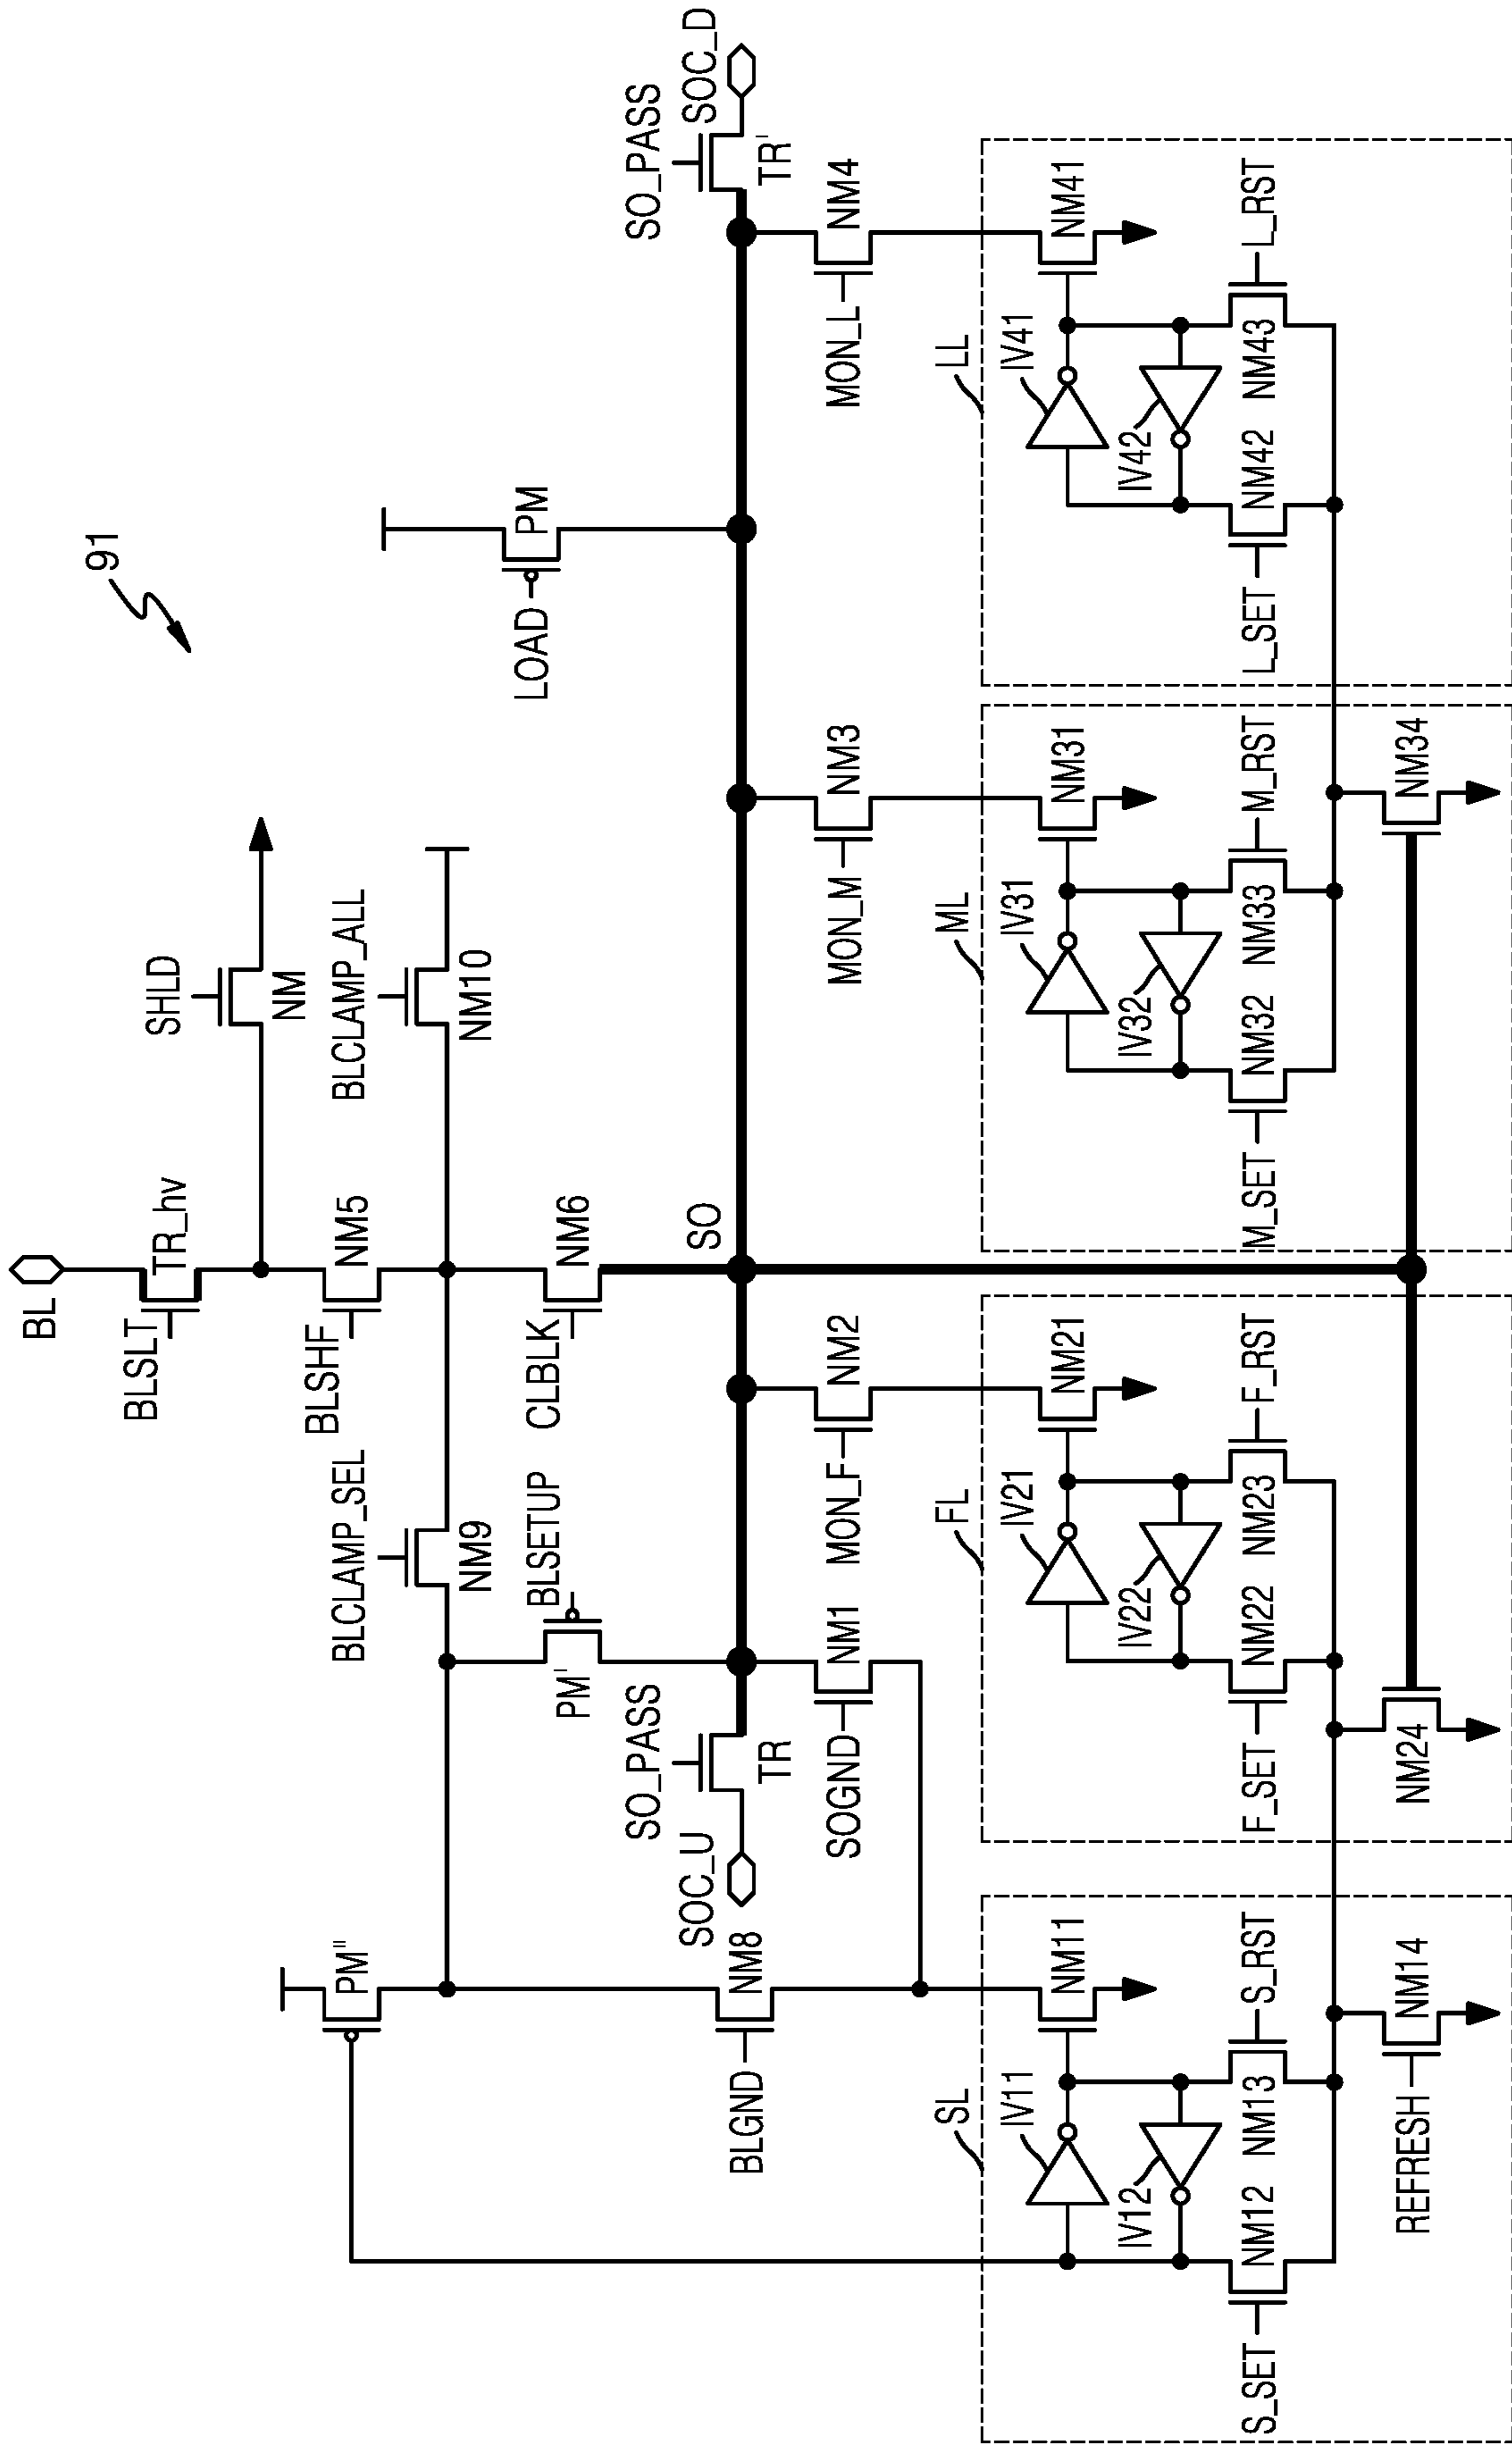 91
BL
BLSLT
TR_hv
SHLD
NM
BLSHF
NM5
BLCLAMP_SEL
NM9
BLCLAMP_ALL
NM10
PM"
BLSETUP
PM'
CLBLK
NM6
LOAD
PM
SO_PASS
SOC_U
TR
SO
SO_PASS
SOC_D
TR'
BLGND
NM8
SOGND
NM1
MON_F
NM2
MON_M
NM3
MON_L
NM4
SL
IV11
NM11
IV12
S_SET
NM12
NM13
S_RST
REFRESH
NM14
FL
IV21
NM21
IV22
F_SET
NM22
NM23
F_RST
NM24
ML
IV31
NM31
IV32
M_SET
NM32
NM33
M_RST
NM34
LL
IV41
NM41
IV42
L_SET
NM42
NM43
L_RST